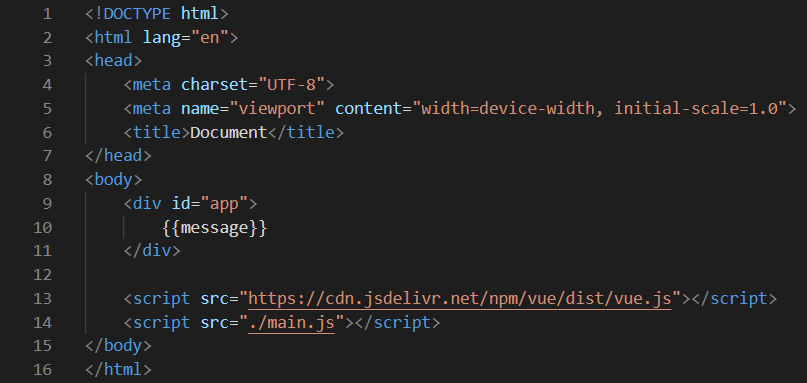 1 <!DOCTYPE html>
2 <html lang="en">
3 <head>
4     <meta charset="UTF-8">
5     <meta name="viewport" content="width=device-width, initial-scale=1.0">
6     <title>Document</title>
7 </head>
8 <body>
9     <div id="app">
10         {{message}}
11     </div>
12
13     <script src="https://cdn.jsdelivr.net/npm/vue/dist/vue.js"></script>
14     <script src="./main.js"></script>
15 </body>
16 </html>